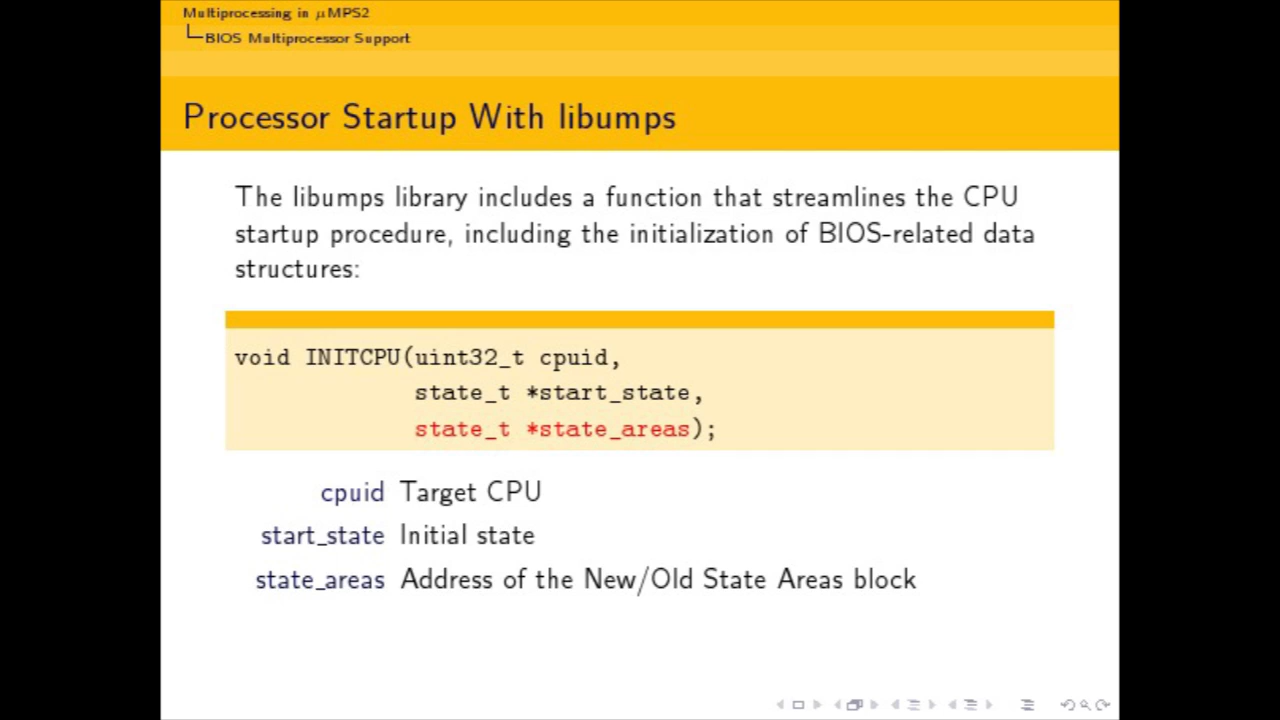 Multiprocessing in μMPS2
BIOS Multiprocessor Support
Processor Startup With libumps
The libumps library includes a function that streamlines the CPU
startup procedure, including the initialization of BIOS-related data
structures:
void INITCPU(uint32_t cpuid,
state_t *start_state,
state_t *state_areas);
cpuid Target CPU
start_state Initial state
state_areas Address of the New/Old State Areas block